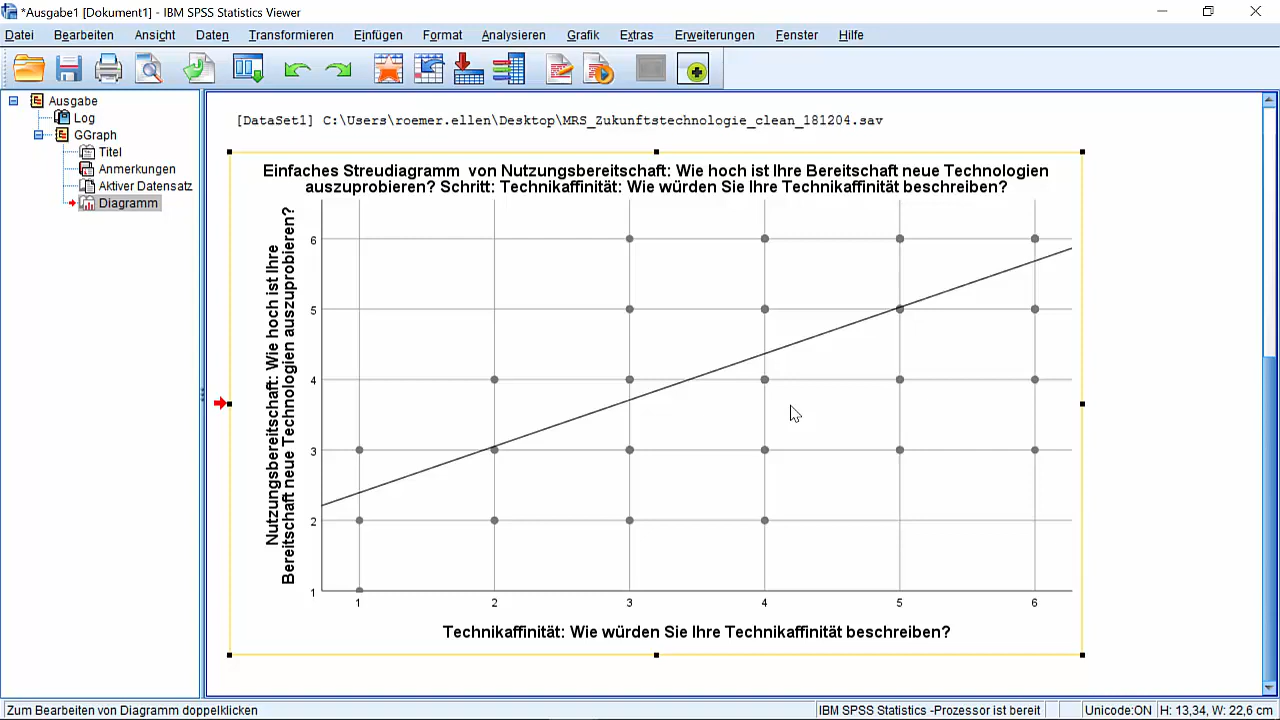 *Ausgabe1 [Dokument1] - IBM SPSS Statistics Viewer
Datei Bearbeiten Ansicht Daten Transformieren Einfügen Format Analysieren Grafik Extras Erweiterungen Fenster Hilfe
Ausgabe
Log
GGraph
Titel
Anmerkungen
Aktiver Datensatz
Diagramm
[DataSet1] C:\Users\roemer.ellen\Desktop\MRS_Zukunftstechnologie_clean_181204.sav
Einfaches Streudiagramm von Nutzungsbereitschaft: Wie hoch ist Ihre Bereitschaft neue Technologien
auszuprobieren? Schritt: Technikaffinität: Wie würden Sie Ihre Technikaffinität beschreiben?
Nutzungsbereitschaft: Wie hoch ist Ihre
Bereitschaft neue Technologien auszuprobieren?
6
5
4
3
2
1
1 2 3 4 5 6
Technikaffinität: Wie würden Sie Ihre Technikaffinität beschreiben?
Zum Bearbeiten von Diagramm doppelklicken
IBM SPSS Statistics -Prozessor ist bereit
Unicode:ON
H: 13,34, W: 22,6 cm